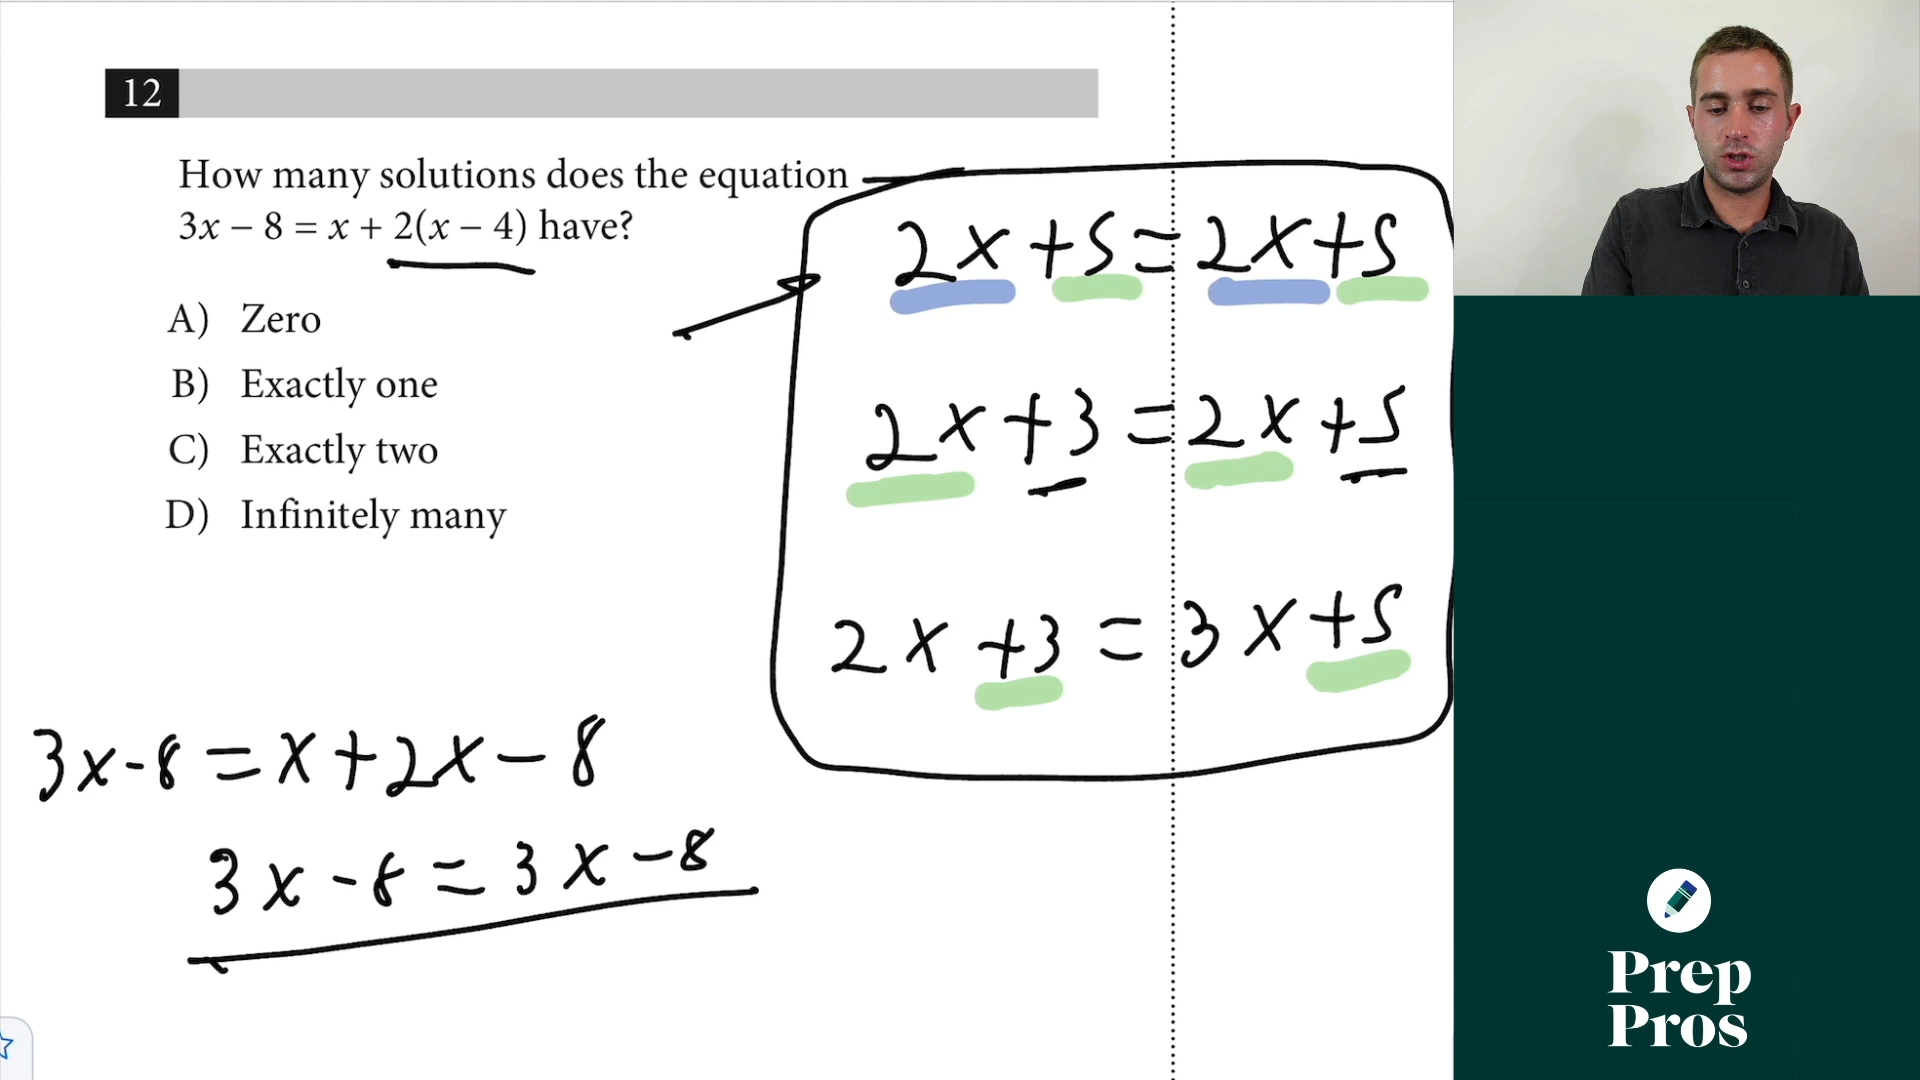 12
How many solutions does the equation
3x – 8 = x + 2(x – 4) have?
A) Zero
B) Exactly one
C) Exactly two
D) Infinitely many
2x+5=2x+5
2x+3=2x+5
2x+3=3x+5
3x-8=x+2x-8
3x-8=3x-8
Prep
Pros